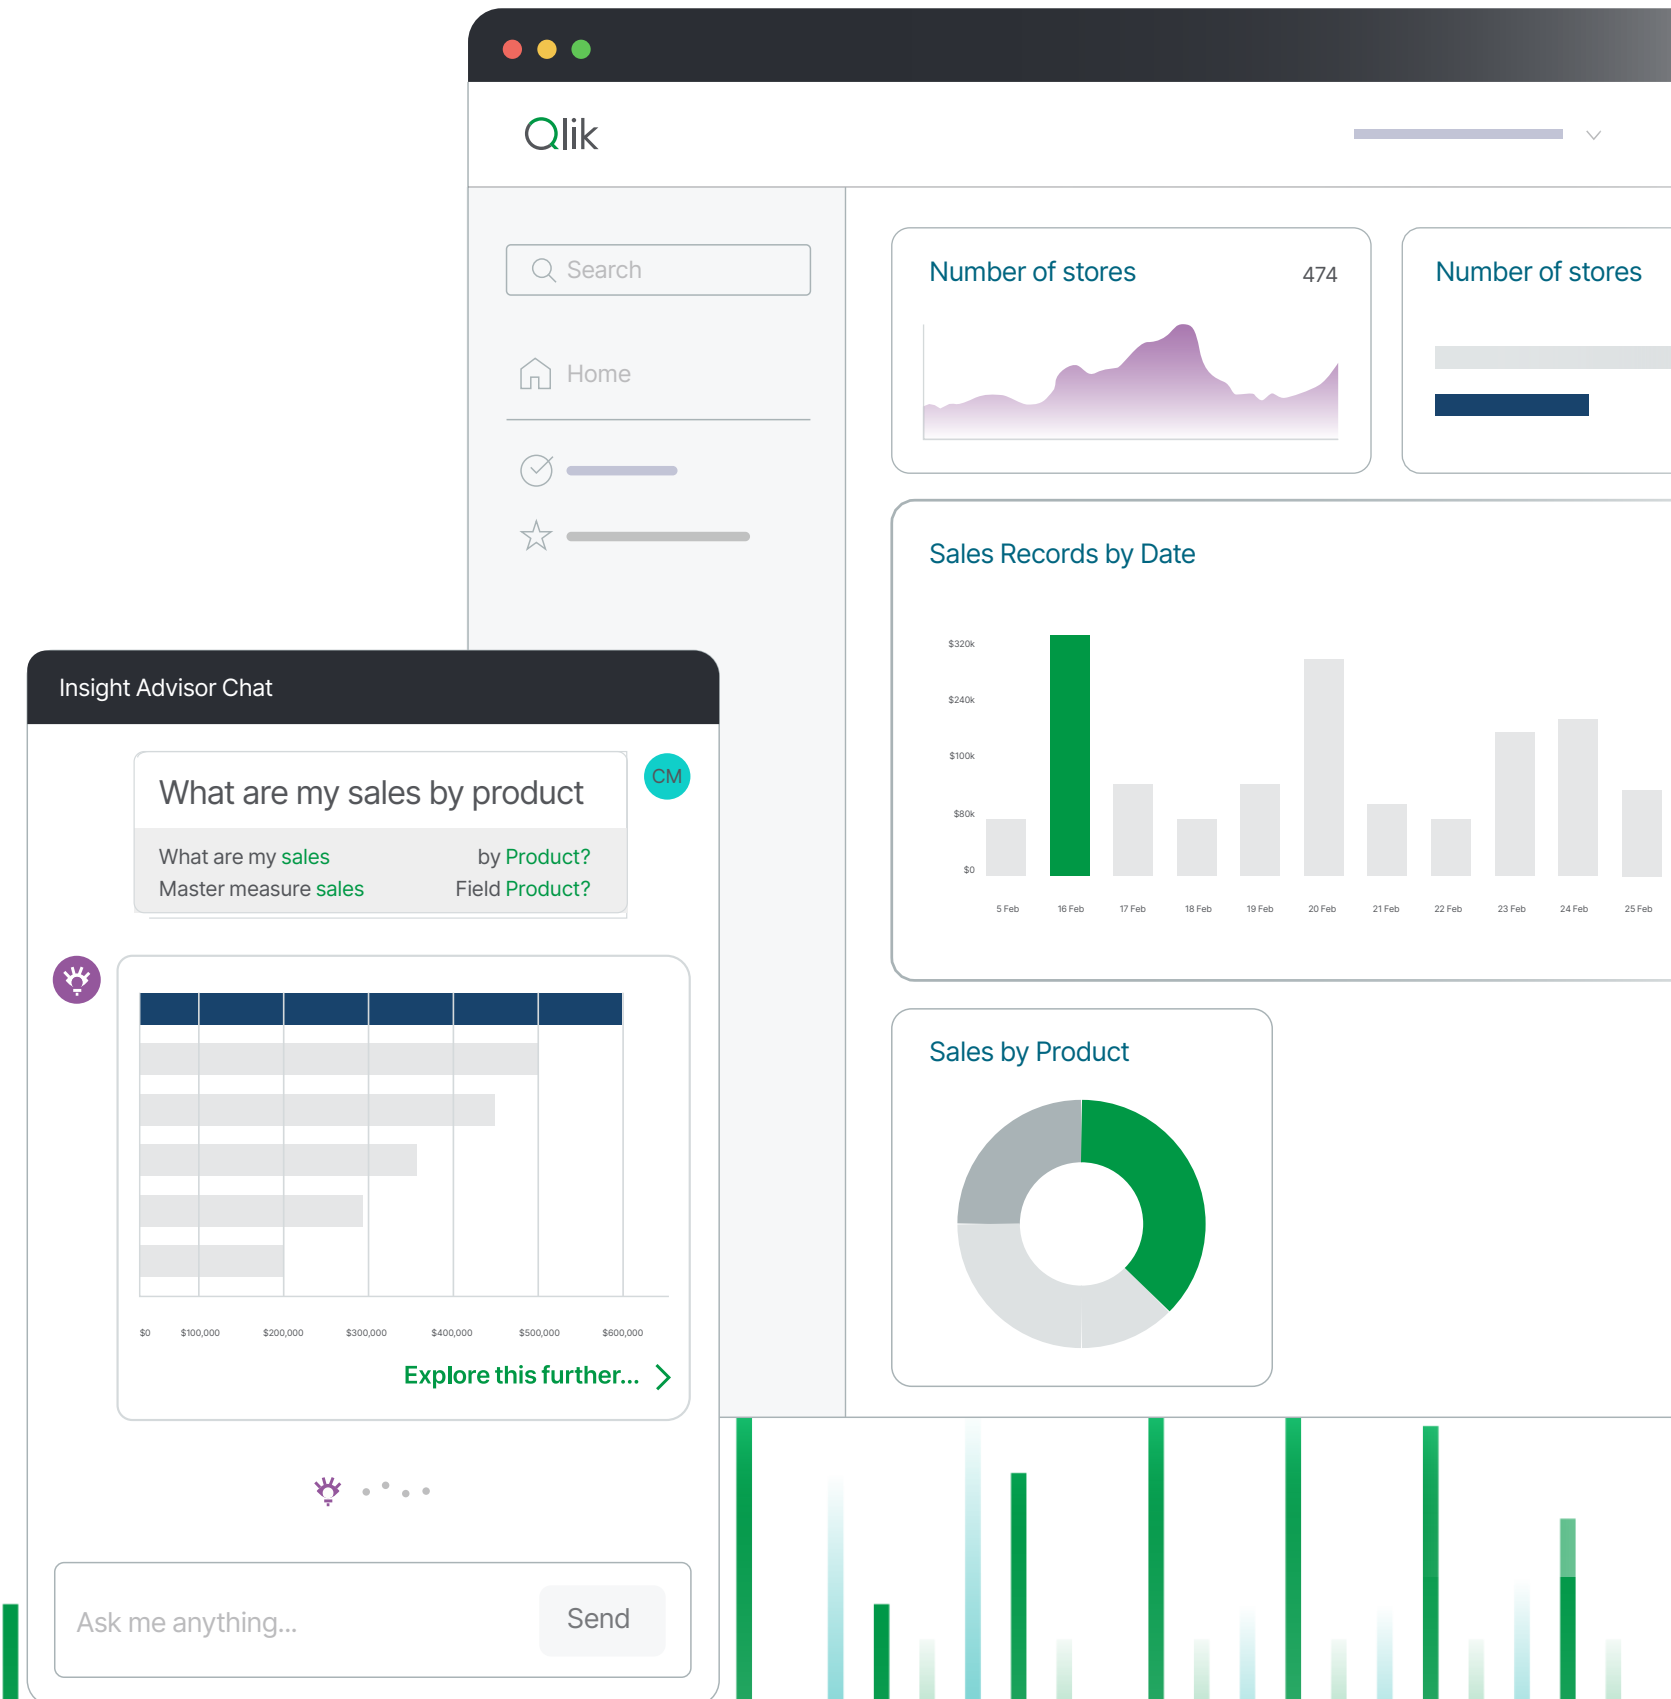 Qlik
Search
Home
Number of stores 474
Number of stores
Sales Records by Date
$320k
$240k
$100k
$80k
$0
5 Feb 16 Feb 17 Feb 18 Feb 19 Feb 20 Feb 21 Feb 22 Feb 23 Feb 24 Feb 25 Feb
Sales by Product
Insight Advisor Chat
What are my sales by product
CM
What are my sales by Product?
Master measure sales Field Product?
$0 $100,000 $200,000 $300,000 $400,000 $500,000 $600,000
Explore this further...
Ask me anything...
Send